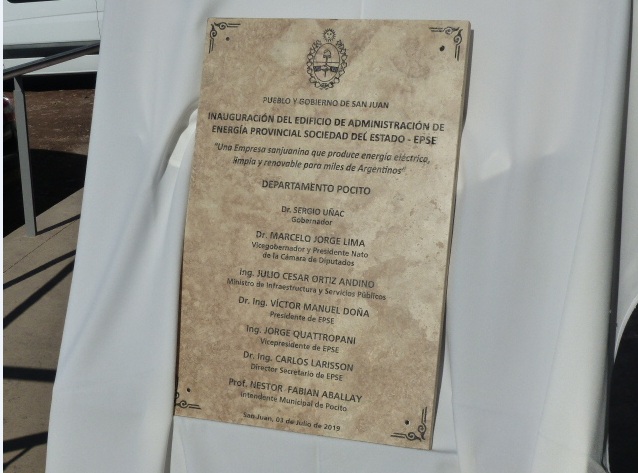 PUEBLO Y GOBIERNO DE SAN JUAN
INAUGURACIÓN DEL EDIFICIO DE ADMINISTRACIÓN DE
ENERGÍA PROVINCIAL SOCIEDAD DEL ESTADO - EPSE
"Una Empresa sanjuanina que produce energía eléctrica,
limpia y renovable para miles de Argentinos"
DEPARTAMENTO POCITO
Dr. SERGIO UÑAC
Gobernador
Dr. MARCELO JORGE LIMA
Vicegobernador y Presidente Nato
de la Cámara de Diputados
Ing. JULIO CESAR ORTIZ ANDINO
Ministro de Infraestructura y Servicios Públicos
Dr. Ing. VÍCTOR MANUEL DOÑA
Presidente de EPSE
Ing. JORGE QUATTROPANI
Vicepresidente de EPSE
Dr. Ing. CARLOS LARISSON
Director Secretario de EPSE
Prof. NESTOR FABIAN ABALLAY
Intendente Municipal de Pocito
San Juan, 03 de Julio de 2019